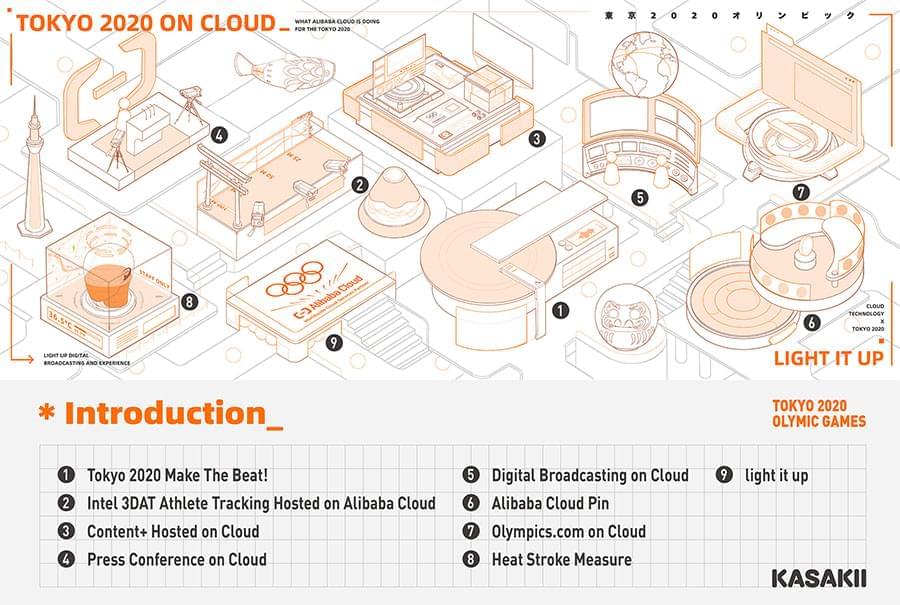 TOKYO 2020 ON CLOUD_
WHAT ALIBABA CLOUD IS DOING
FOR THE TOKYO 2020
東京2020オリンピック
4
3
2
5
7
STAFF ONLY
36.5°C
8
Alibaba Cloud
9
1
6
CLOUD
TECHNOLOGY
X
TOKYO 2020
LIGHT UP DIGITAL
BROADCASTING AND EXPERIENCE
LIGHT IT UP
* Introduction_
TOKYO 2020
OLYMIC GAMES
1 Tokyo 2020 Make The Beat!
2 Intel 3DAT Athlete Tracking Hosted on Alibaba Cloud
3 Content+ Hosted on Cloud
4 Press Conference on Cloud
5 Digital Broadcasting on Cloud
6 Alibaba Cloud Pin
7 Olympics.com on Cloud
8 Heat Stroke Measure
9 light it up
KASAKII